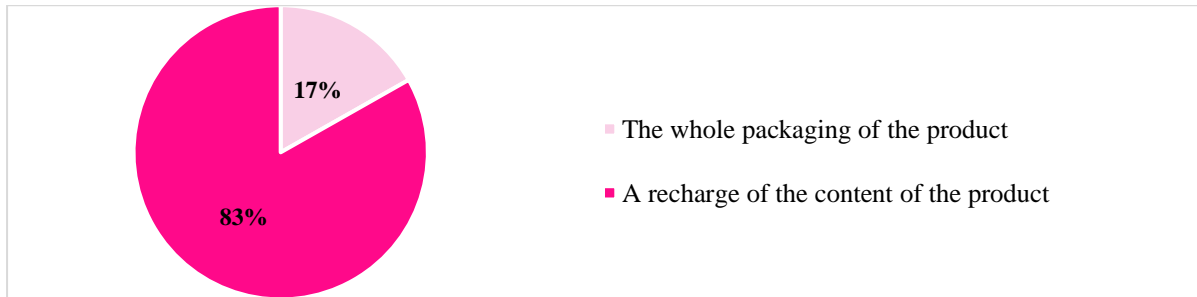 17%
The whole packaging of the product
A recharge of the content of the product
83%